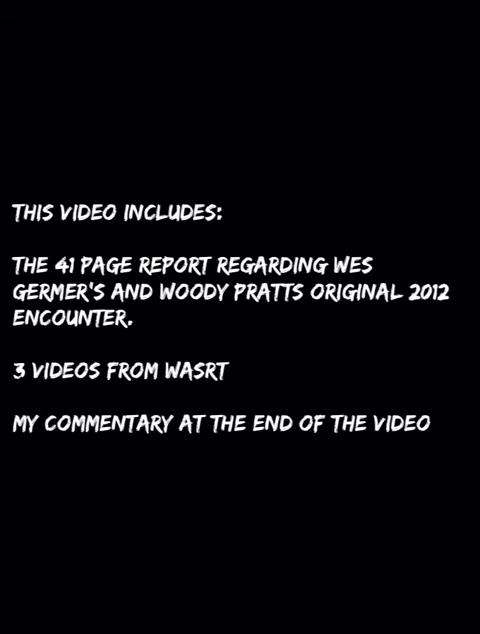 THIS VIDEO INCLUDES:
THE 41 PAGE REPORT REGARDING WES
GERMER'S AND WOODY PRATTS ORIGINAL 2012
ENCOUNTER.
3 VIDEOS FROM WASRT
MY COMMENTARY AT THE END OF THE VIDEO